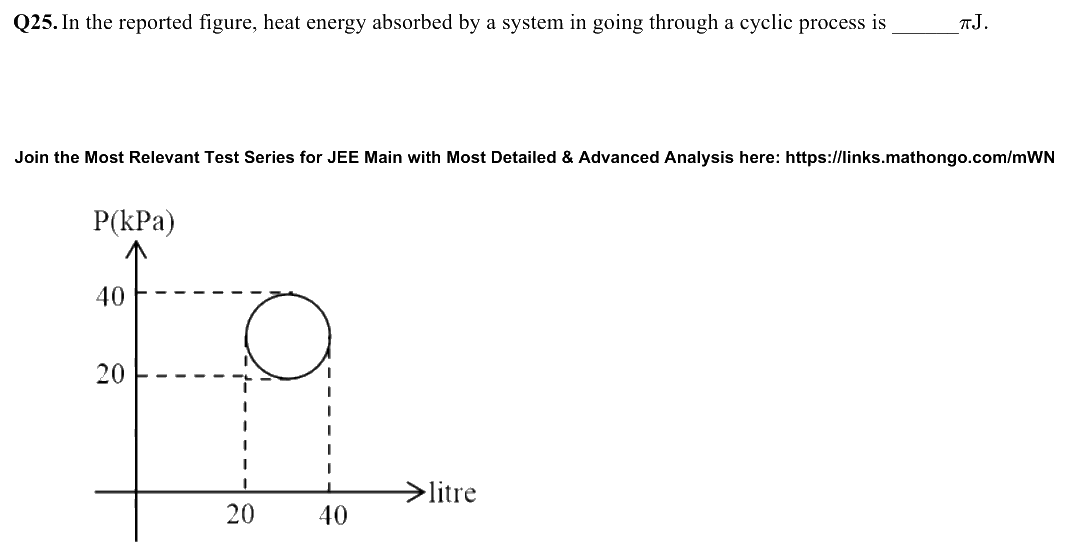 Q25. In the reported figure, heat energy absorbed by a system in going through a cyclic process is ______πJ.
Join the Most Relevant Test Series for JEE Main with Most Detailed & Advanced Analysis here: https://links.mathongo.com/mWN
P(kPa)
40
20
litre
20 40